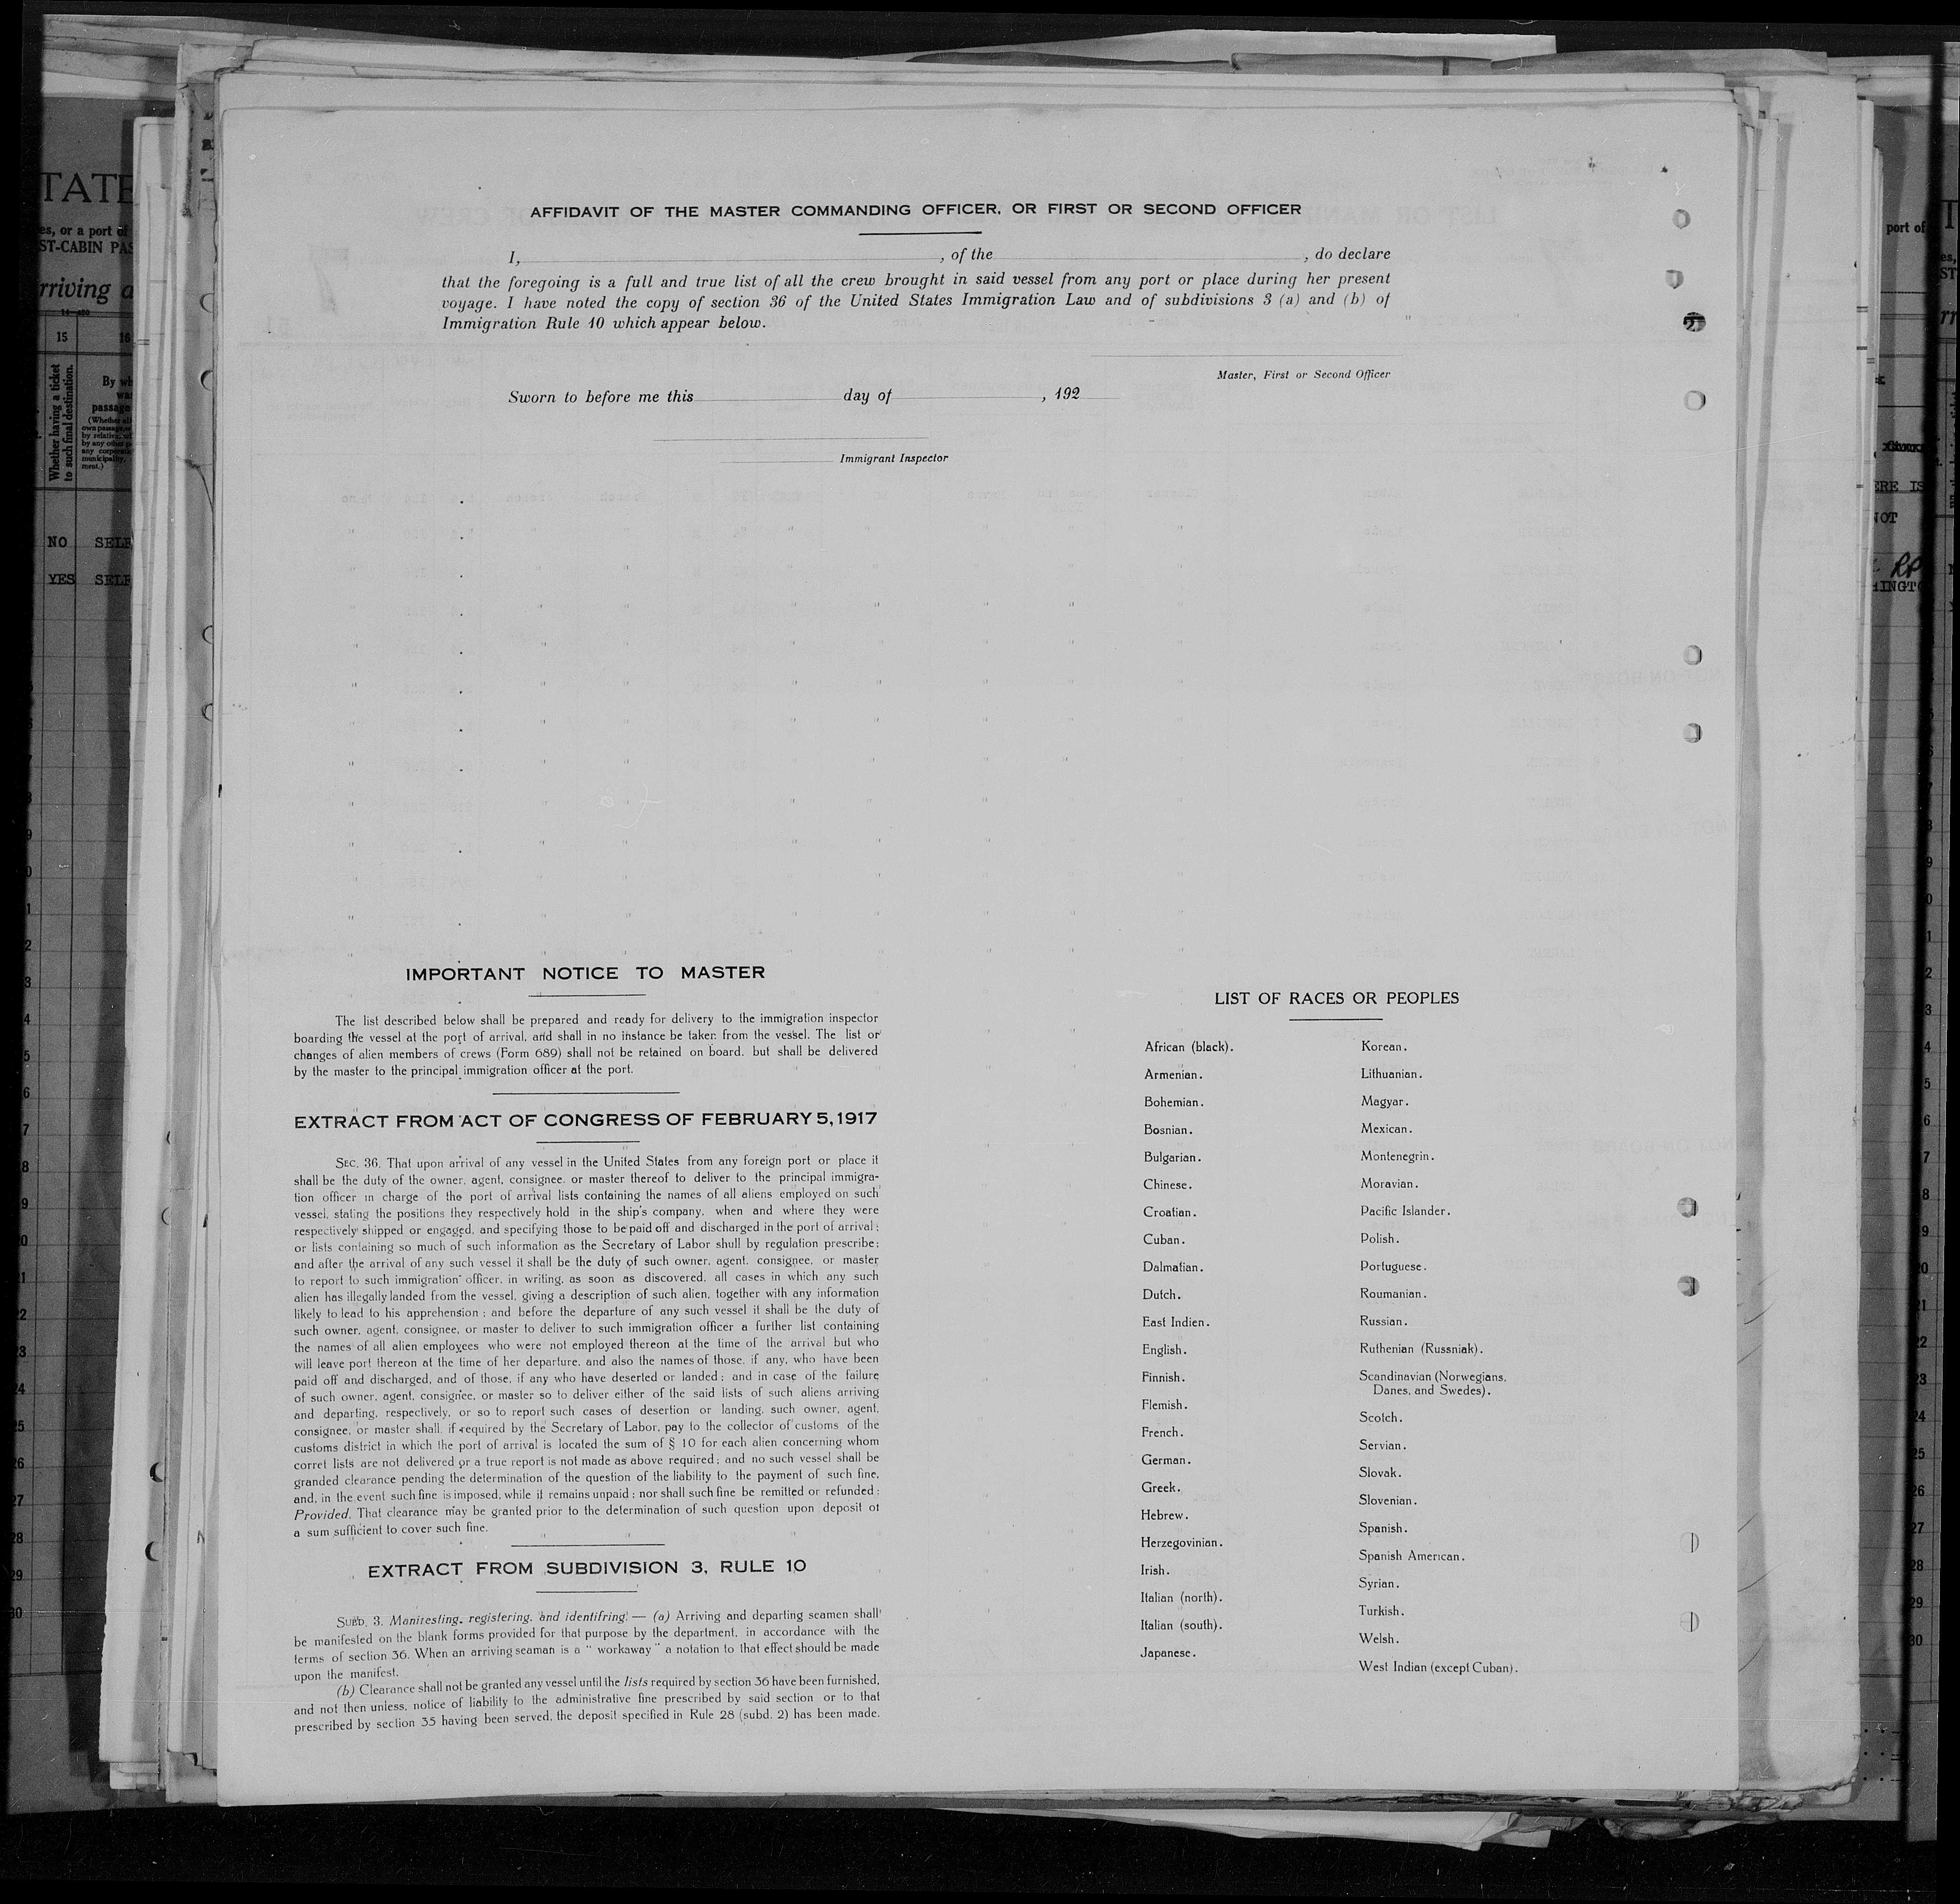 AFFIDAVIT OF THE MASTER COMMANDING OFFICER, OR FIRST OR SECOND OFFICER
I, , of the , do declare
that the foregoing is a full and true list of all the crew brought in said vessel from any port or place during her present
voyage. I have noted the copy of section 36 of the United States Immigration Law and of subdivisions 3 (a) and (b) of
Immigration Rule 10 which appear below.
Master, First or Second Officer
Sworn to before me this day of , 192
Immigrant Inspector
IMPORTANT NOTICE TO MASTER
The list described below shall be prepared and ready for delivery to the immigration inspector
boarding the vessel at the port of arrival, and shall in no instance be taken from the vessel. The list or
changes of alien members of crews (Form 689) shall not be retained on board. but shall be delivered
by the master to the principal immigration officer at the port.
EXTRACT FROM ACT OF CONGRESS OF FEBRUARY 5, 1917
SEC. 36. That upon arrival of any vessel in the United States from any foreign port or place it
shall be the duty of the owner, agent, consignee, or master thereof to deliver to the principal immigra-
tion officer in charge of the port of arrival lists containing the names of all aliens employed on such
vessel, stating the positions they respectively hold in the ship's company, when and where they were
respectively shipped or engaged, and specifying those to be paid off and discharged in the port of arrival;
or lists containing so much of such information as the Secretary of Labor shull by regulation prescribe;
and after the arrival of any such vessel it shall be the duty of such owner, agent, consignee, or master
to report to such immigration officer, in writing, as soon as discovered, all cases in which any such
alien has illegally landed from the vessel, giving a description of such alien, together with any information
likely to lead to his apprehension ; and before the departure of any such vessel it shall be the duty of
such owner, agent, consignee, or master to deliver to such immigration officer a further list containing
the names of all alien employees who were not employed thereon at the time of the arrival but who
will leave port thereon at the time of her departure, and also the names of those, if any, who have been
paid off and discharged, and of those, if any who have deserted or landed ; and in case of the failure
of such owner, agent, consignee, or master so to deliver either of the said lists of such aliens arriving
and departing, respectively, or so to report such cases of desertion or landing, such owner, agent,
consignee, or master shall, if required by the Secretary of Labor, pay to the collector of customs of the
customs district in which the port of arrival is located the sum of § 10 for each alien concerning whom
corret lists are not delivered or a true report is not made as above required ; and no such vessel shall be
granded clearance pending the determination of the question of the liability to the payment of such fine,
and, in the event such fine is imposed, while it remains unpaid ; nor shall such fine be remitted or refunded :
Provided, That clearance may be granted prior to the determination of such question upon deposit of
a sum sufficient to cover such fine.
EXTRACT FROM SUBDIVISION 3, RULE 10
SUBD. 3. Manifesting, registering, and identifring. — (a) Arriving and departing seamen shall
be manifested on the blank forms provided for that purpose by the department, in accordance with the
terms of section 36. When an arriving seaman is a " workaway " a notation to that effect should be made
upon the manifest.
(b) Clearance shall not be granted any vessel until the lists required by section 36 have been furnished,
and not then unless, notice of liability to the administrative fine prescribed by said section or to that
prescribed by section 35 having been served, the deposit specified in Rule 28 (subd. 2) has been made.
LIST OF RACES OR PEOPLES
African (black).
Armenian.
Bohemian.
Bosnian.
Bulgarian.
Chinese.
Croatian.
Cuban.
Dalmatian.
Dutch.
East Indien.
English.
Finnish.
Flemish.
French.
German.
Greek.
Hebrew.
Herzegovinian.
Irish.
Italian (north).
Italian (south).
Japanese.
Korean.
Lithuanian.
Magyar.
Mexican.
Montenegrin.
Moravian.
Pacific Islander.
Polish.
Portuguese.
Roumanian.
Russian.
Ruthenian (Russniak).
Scandinavian (Norwegians,
Danes, and Swedes).
Scotch.
Servian.
Slovak.
Slovenian.
Spanish.
Spanish American.
Syrian.
Turkish.
Welsh.
West Indian (except Cuban).